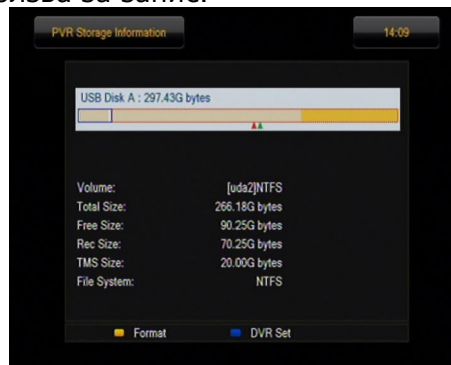 PVR Storage Information
14:09
USB Disk A : 297.43G bytes
Volume: [uda2]NTFS
Total Size: 266.18G bytes
Free Size: 90.25G bytes
Rec Size: 70.25G bytes
TMS Size: 20.00G bytes
File System: NTFS
Format DVR Set